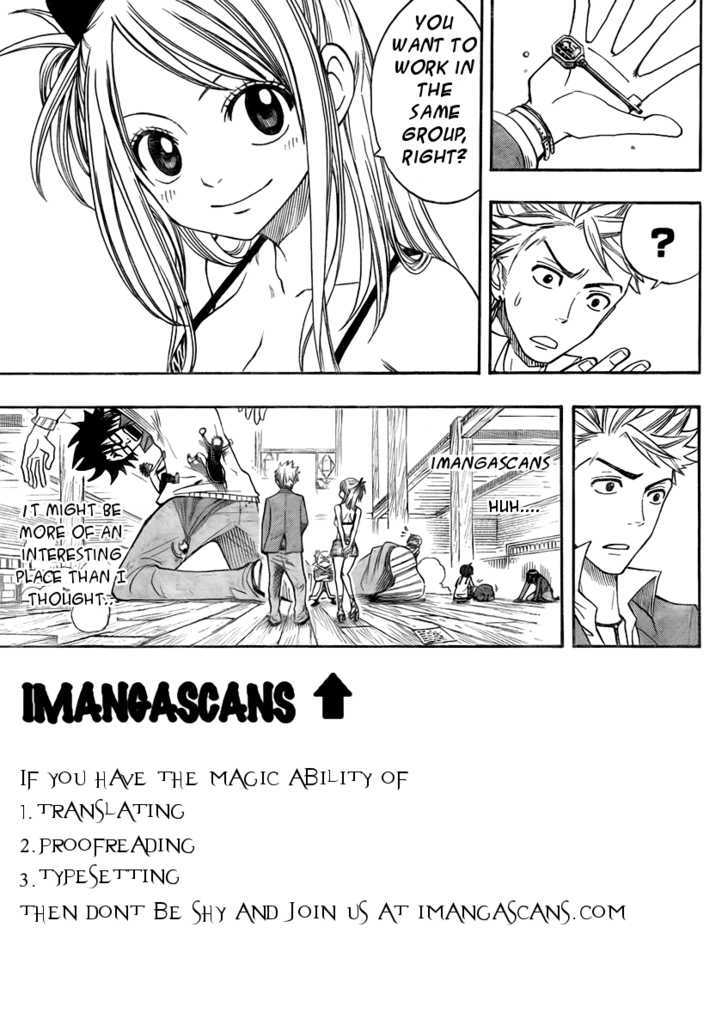 YOU
WANT TO
WORK IN
THE
SAME
GROUP,
RIGHT?
?
IT MIGHT BE
MORE OF AN
INTERESTING
PLACE THAN I
THOUGHT..
IMANGASCANS
HUH....
IMANGASCANS
IF YOU HAVE THE MAGIC ABILITY OF
1. TRANSLATING
2. PROOFREADING
3. TYPESETTING
THEN DONT BE SHY AND JOIN US AT IMANGASCANS.COM